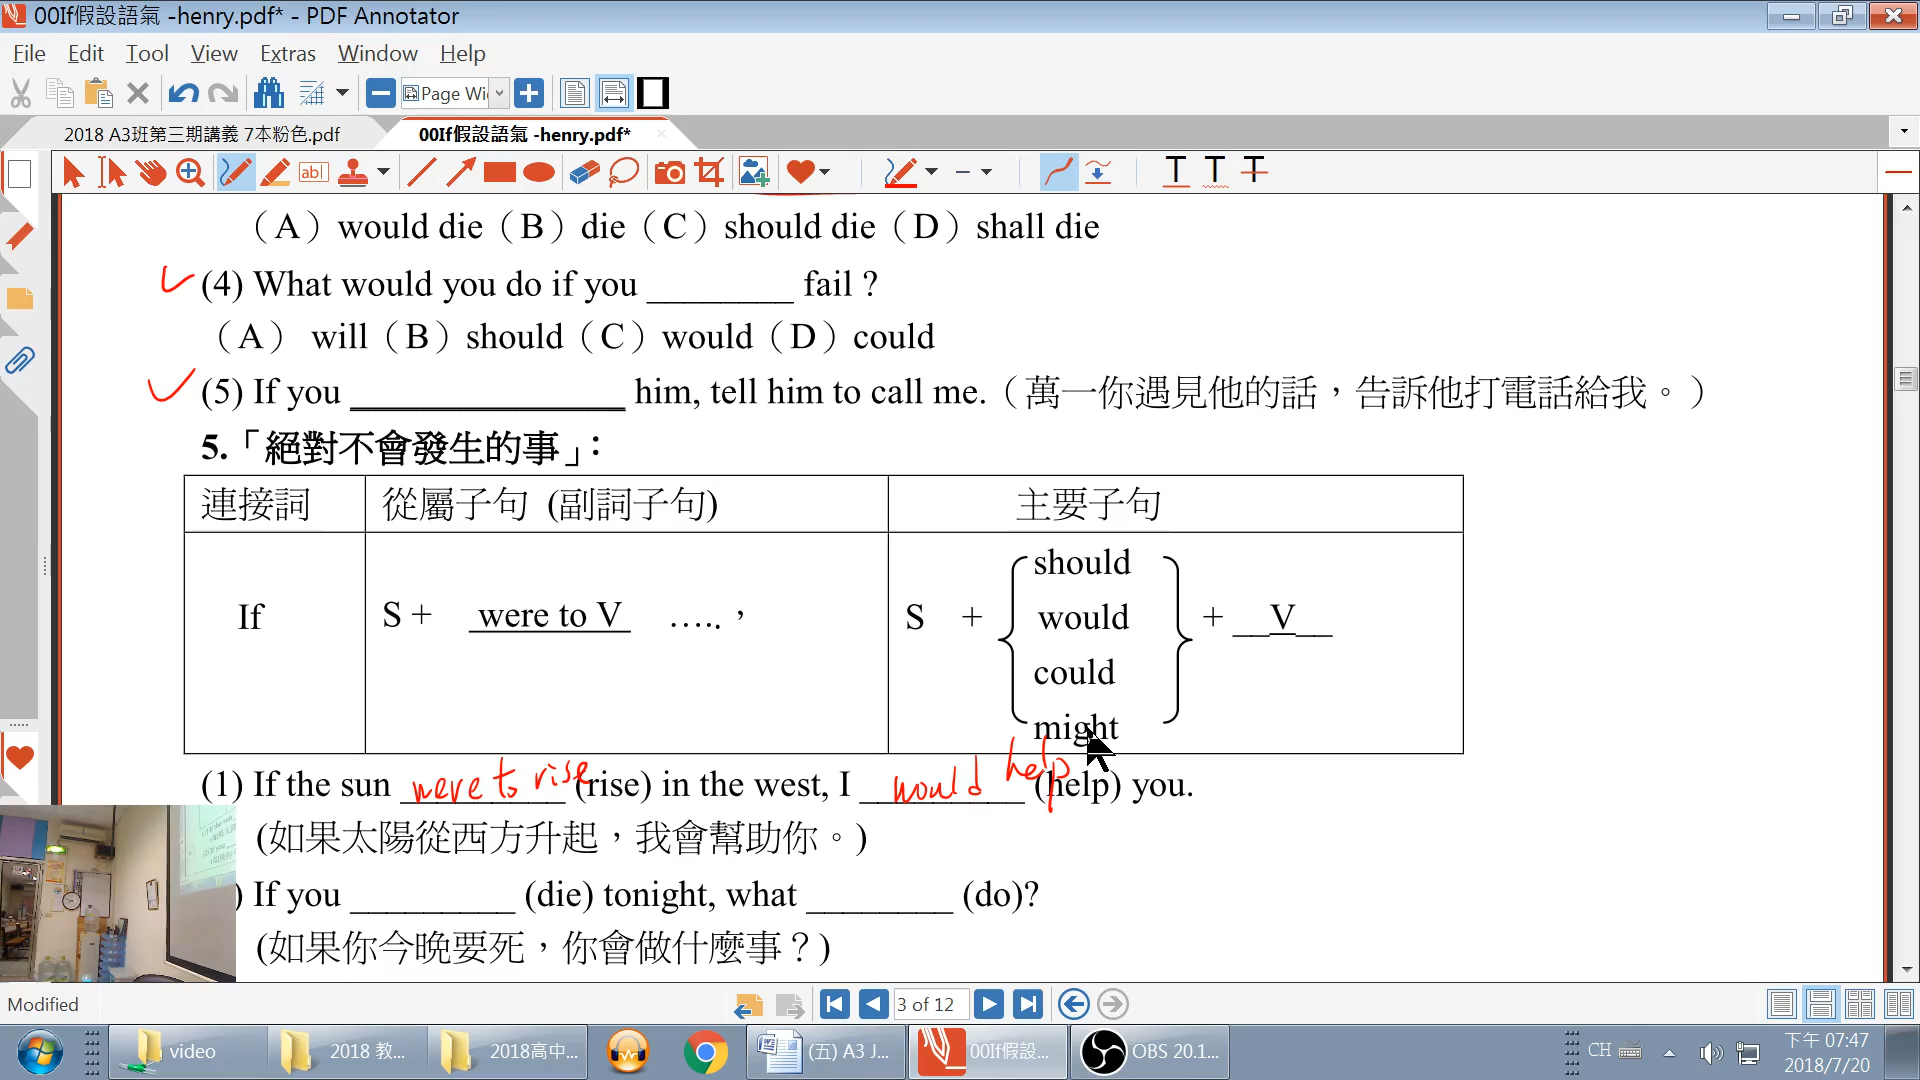 00If假設語氣 -henry.pdf* - PDF Annotator
File Edit Tool View Extras Window Help
Page Wi
2018 A3班第三期講義 7本粉色.pdf
00If假設語氣 -henry.pdf*
(A) would die (B) die (C) should die (D) shall die
(4) What would you do if you ________ fail ?
(A) will (B) should (C) would (D) could
(5) If you _______________ him, tell him to call me. (萬一你遇見他的話，告訴他打電話給我。)
5.「絕對不會發生的事」:
連接詞 從屬子句 (副詞子句) 主要子句
If S + were to V …..， S + should would could might + __V__
(1) If the sun were to rise (rise) in the west, I would help (help) you.
(如果太陽從西方升起，我會幫助你。)
) If you _________ (die) tonight, what ________ (do)?
(如果你今晚要死，你會做什麼事？)
Modified
3 of 12
video
2018 教...
2018高中...
(五) A3 J...
00If假設...
OBS 20.1...
CH
下午 07:47
2018/7/20